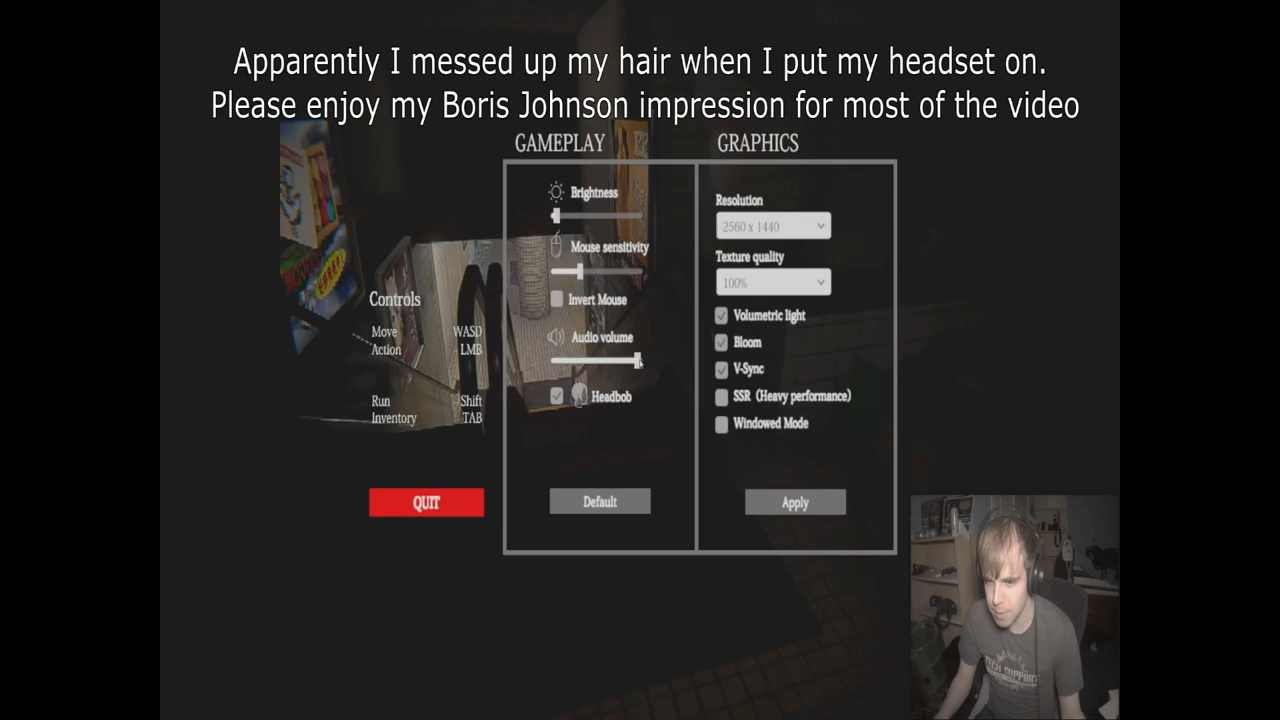 Apparently I messed up my hair when I put my headset on.
Please enjoy my Boris Johnson impression for most of the video
GAMEPLAY
GRAPHICS
Brightness
Mouse sensitivity
Invert Mouse
Audio volume
Headbob
Default
Resolution
2560 x 1440
Texture quality
100%
Volumetric light
Bloom
V-Sync
SSR (Heavy performance)
Windowed Mode
Apply
Controls
Move WASD
Action LMB
Run Shift
Inventory TAB
QUIT
TECH SUPPORT